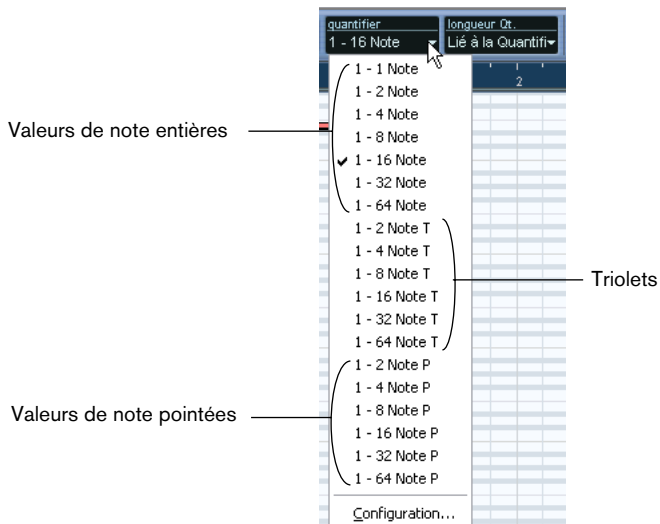 quantifier
longueur Qt.
1 - 16 Note
Lié à la Quantifi
2
1 - 1 Note
1 - 2 Note
1 - 4 Note
1 - 8 Note
1 - 16 Note
1 - 32 Note
1 - 64 Note
1 - 2 Note T
1 - 4 Note T
1 - 8 Note T
1 - 16 Note T
1 - 32 Note T
1 - 64 Note T
1 - 2 Note P
1 - 4 Note P
1 - 8 Note P
1 - 16 Note P
1 - 32 Note P
1 - 64 Note P
Configuration...
Valeurs de note entières
Triolets
Valeurs de note pointées